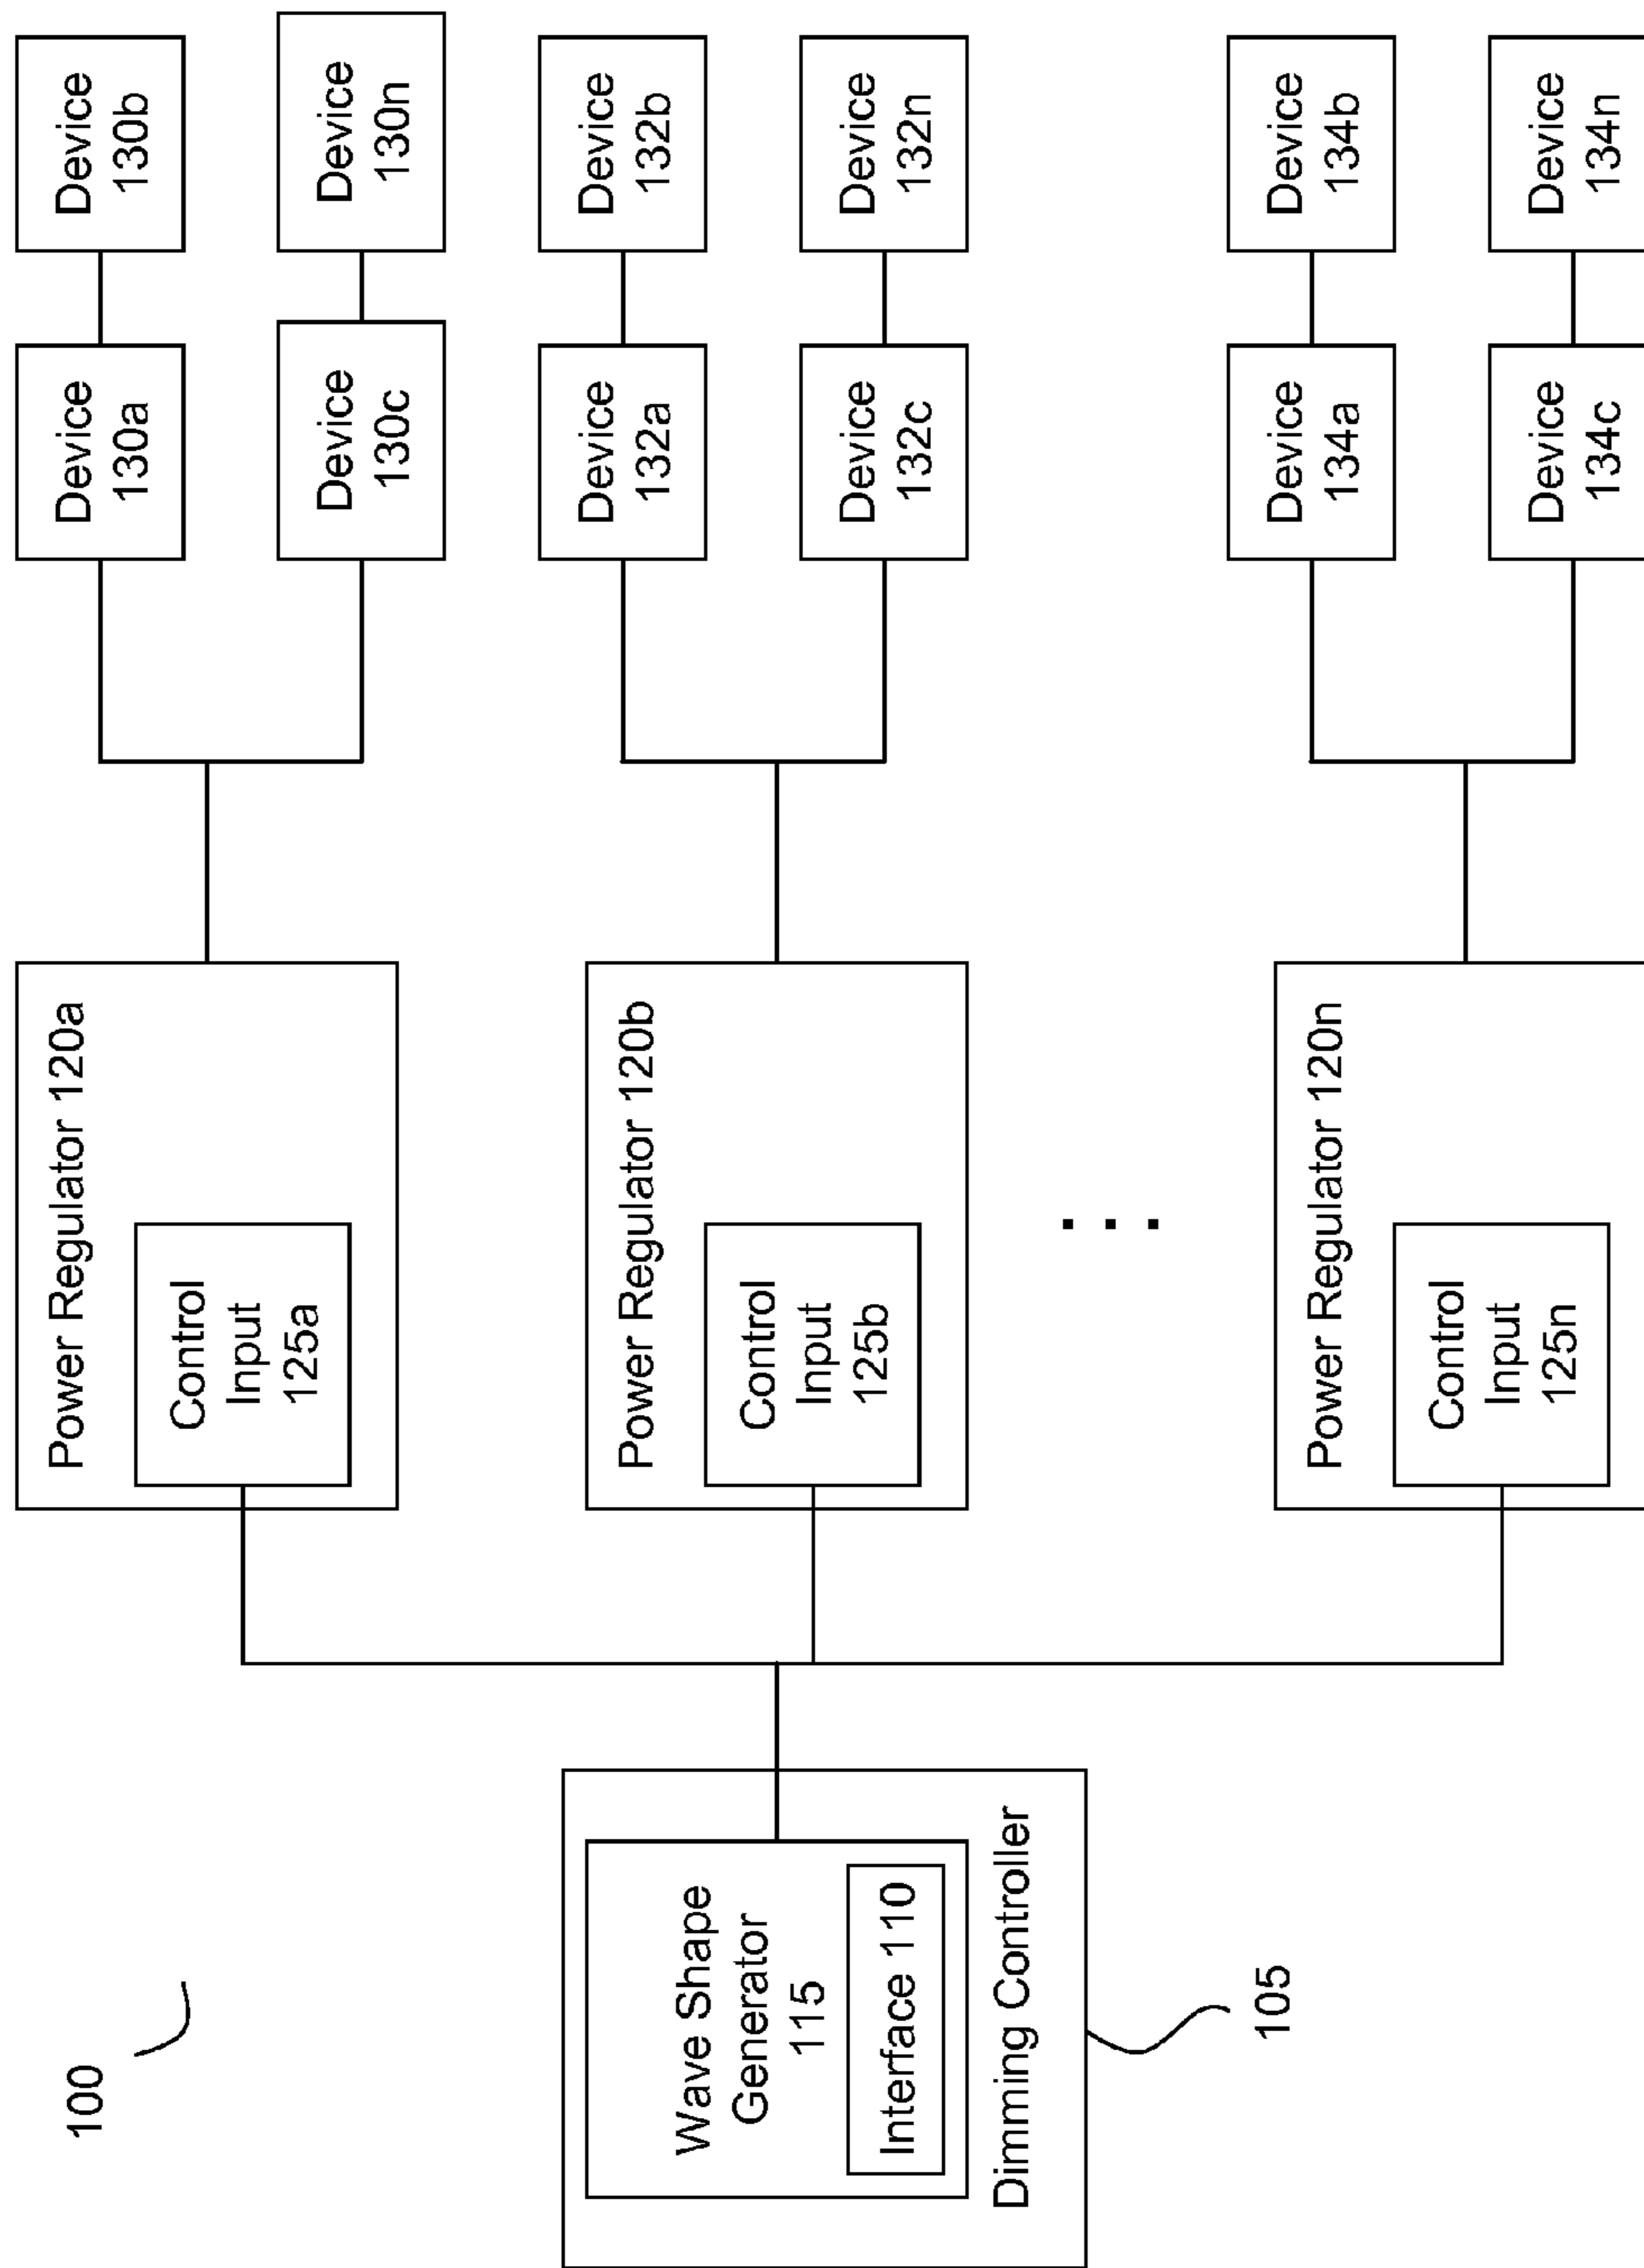 100
Wave Shape
Generator
115
Interface 110
Dimming Controller
105
Power Regulator 120a
Control
Input
125a
Power Regulator 120b
Control
Input
125b
. . .
Power Regulator 120n
Control
Input
125n
Device
130a
Device
130b
Device
130c
Device
130n
Device
132a
Device
132b
Device
132c
Device
132n
Device
134a
Device
134b
Device
134c
Device
134n